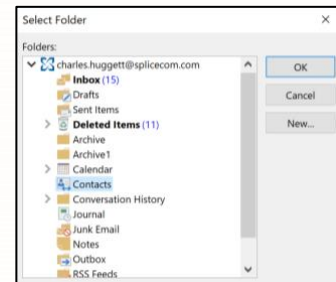 Select Folder
Folders:
charles.huggett@splicecom.com
Inbox (15)
Drafts
Sent Items
Deleted Items (11)
Archive
Archive1
Calendar
Contacts
Conversation History
Journal
Junk Email
Notes
Outbox
RSS Feeds
OK
Cancel
New...